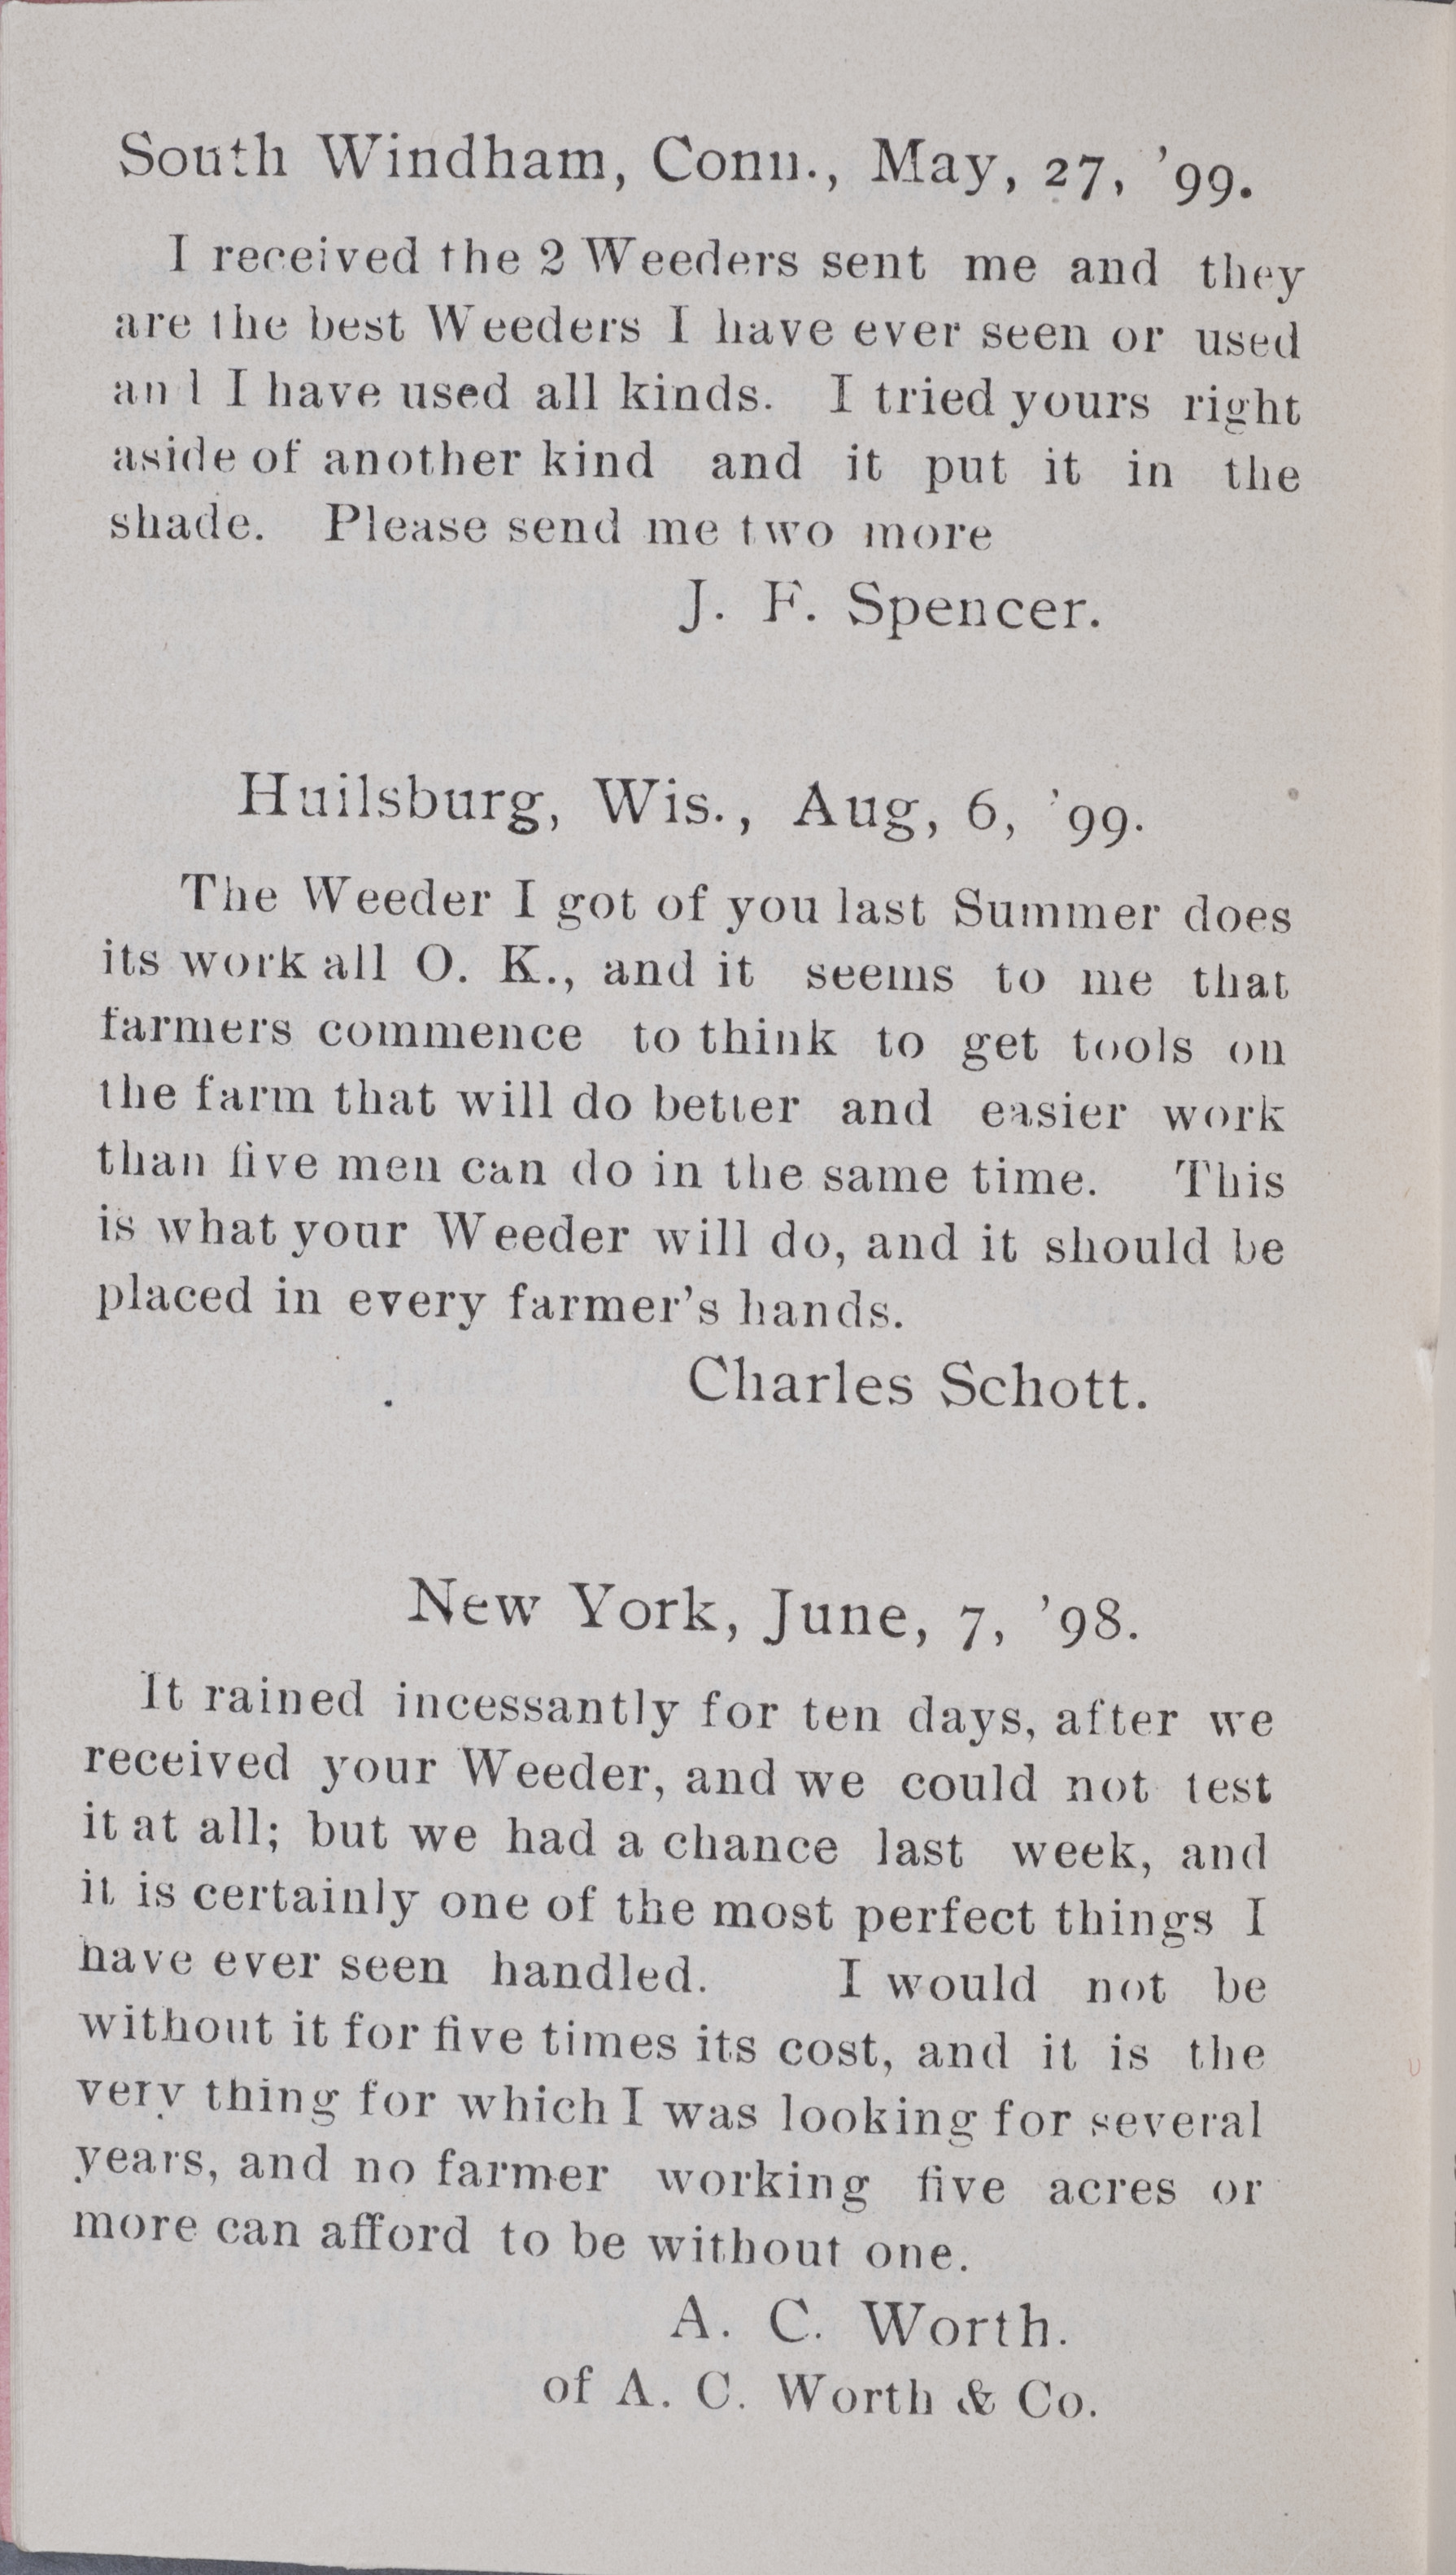 South Windham, Conn., May, 27, '99.
I received the 2 Weeders sent me and they
are the best Weeders I have ever seen or used
and I have used all kinds. I tried yours right
aside of another kind and it put it in the
shade. Please send me two more
J. F. Spencer.
Huilsburg, Wis., Aug, 6, '99.
The Weeder I got of you last Summer does
its work all O. K., and it seems to me that
farmers commence to think to get tools on
the farm that will do better and easier work
than five men can do in the same time. This
is what your Weeder will do, and it should be
placed in every farmer's hands.
Charles Schott.
New York, June, 7, '98.
It rained incessantly for ten days, after we
received your Weeder, and we could not test
it at all; but we had a chance last week, and
it is certainly one of the most perfect things I
have ever seen handled. I would not be
without it for five times its cost, and it is the
very thing for which I was looking for several
years, and no farmer working five acres or
more can afford to be without one.
A. C. Worth.
of A. C. Worth & Co.